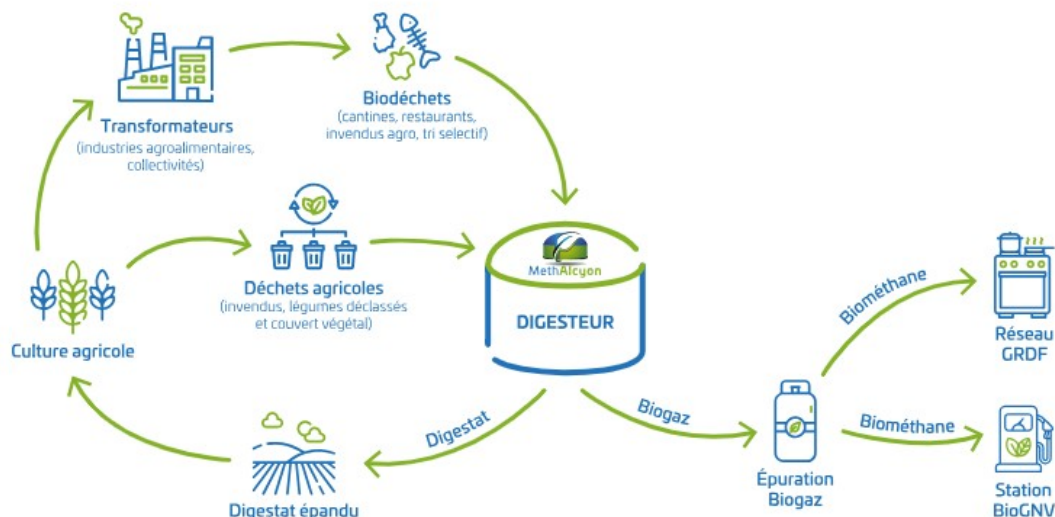 Transformateurs
(industries agroalimentaires,
collectivités)
Biodéchets
(cantines, restaurants,
invendus agro, tri selectif)
Déchets agricoles
(invendus, légumes déclassés
et couvert végétal)
Culture agricole
MethAlcyon
DIGESTEUR
Digestat
Digestat épandu
Biogaz
Épuration
Biogaz
Biométhane
Réseau
GRDF
Biométhane
Station
BioGNV